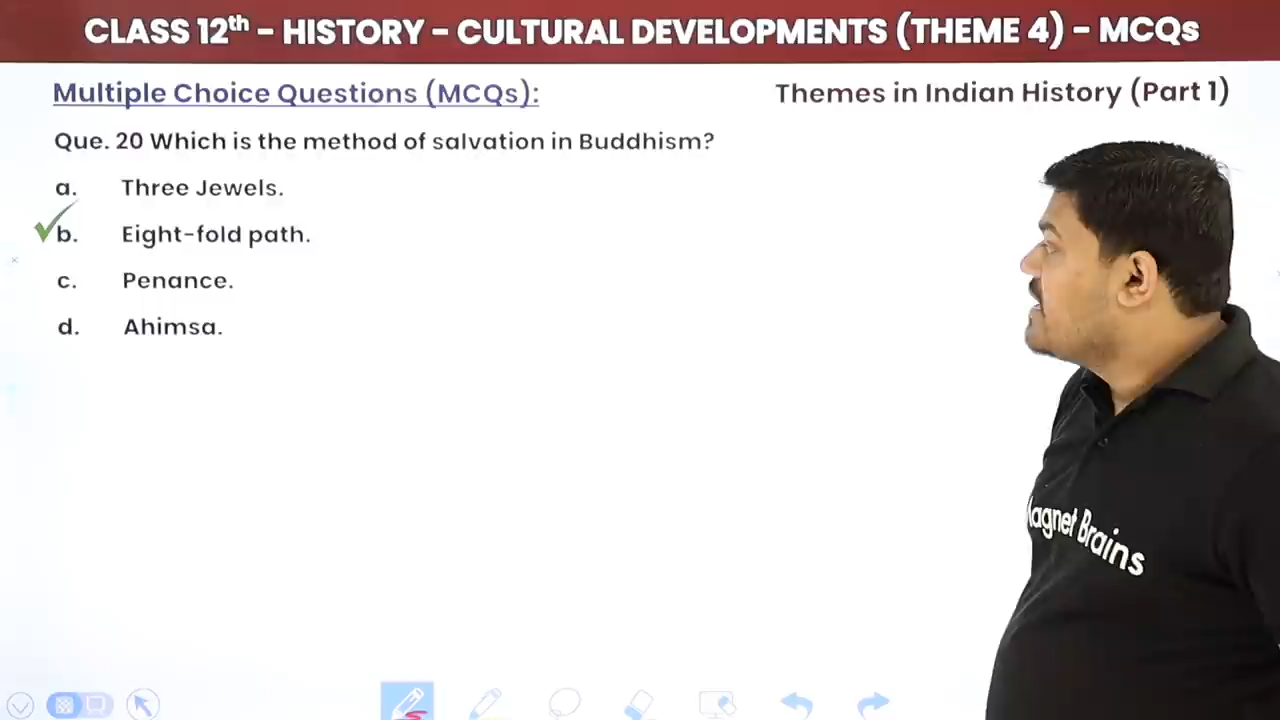 CLASS 12th – HISTORY – CULTURAL DEVELOPMENTS (THEME 4) – MCQs
Multiple Choice Questions (MCQs):
Themes in Indian History (Part 1)
Que. 20 Which is the method of salvation in Buddhism?
a. Three Jewels.
b. Eight-fold path.
c. Penance.
d. Ahimsa.
Magnet Brains